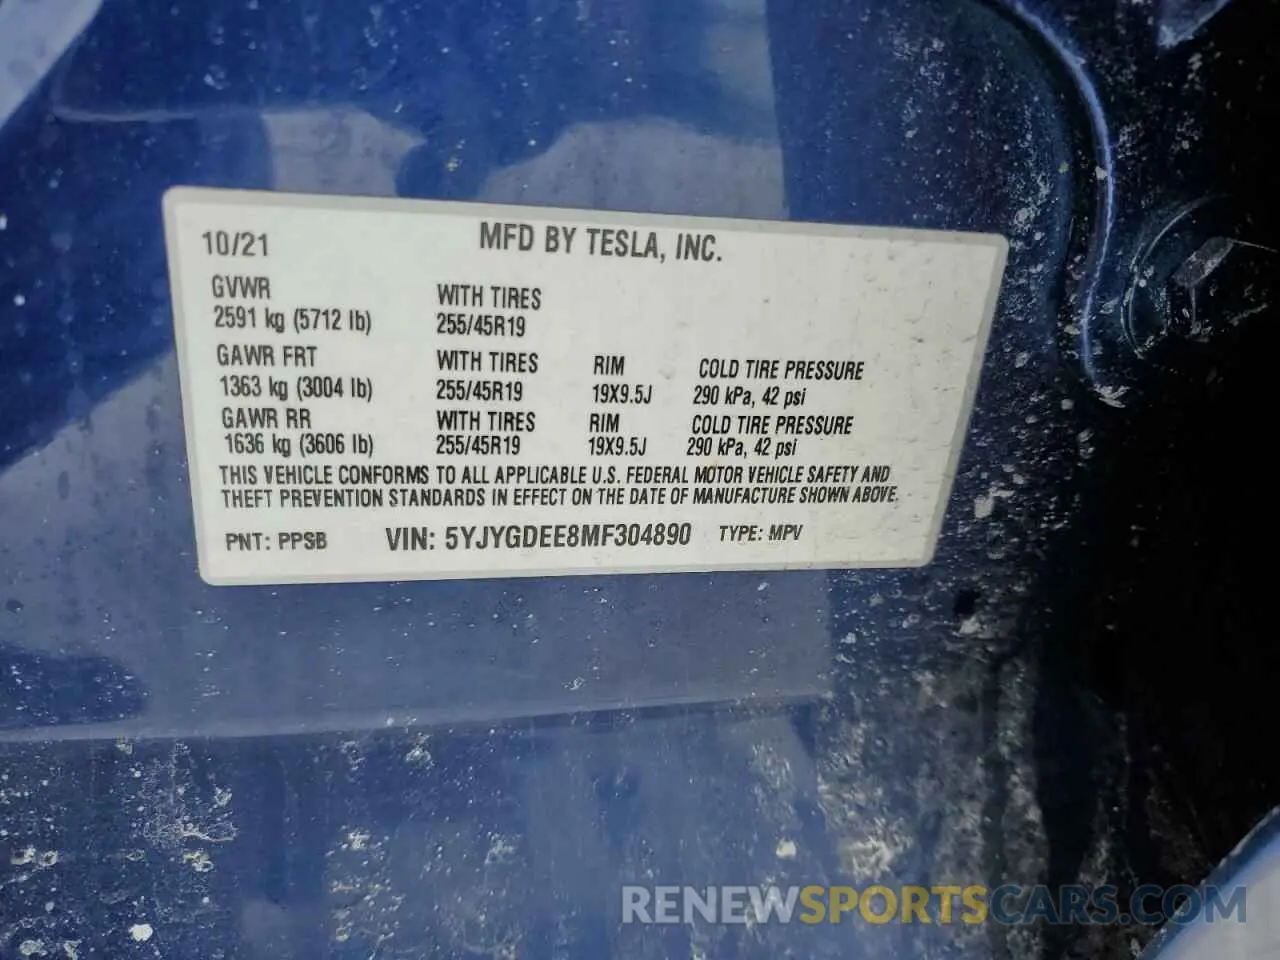 10/21 MFD BY TESLA, INC.
GVWR WITH TIRES
2591 kg (5712 lb) 255/45R19
GAWR FRT WITH TIRES RIM COLD TIRE PRESSURE
1363 kg (3004 lb) 255/45R19 19X9.5J 290 kPa, 42 psi
GAWR RR WITH TIRES RIM COLD TIRE PRESSURE
1636 kg (3606 lb) 255/45R19 19X9.5J 290 kPa, 42 psi
THIS VEHICLE CONFORMS TO ALL APPLICABLE U.S. FEDERAL MOTOR VEHICLE SAFETY AND
THEFT PREVENTION STANDARDS IN EFFECT ON THE DATE OF MANUFACTURE SHOWN ABOVE.
PNT: PPSB VIN: 5YJYGDEE8MF304890 TYPE: MPV
RENEWSPORTSCARS.COM